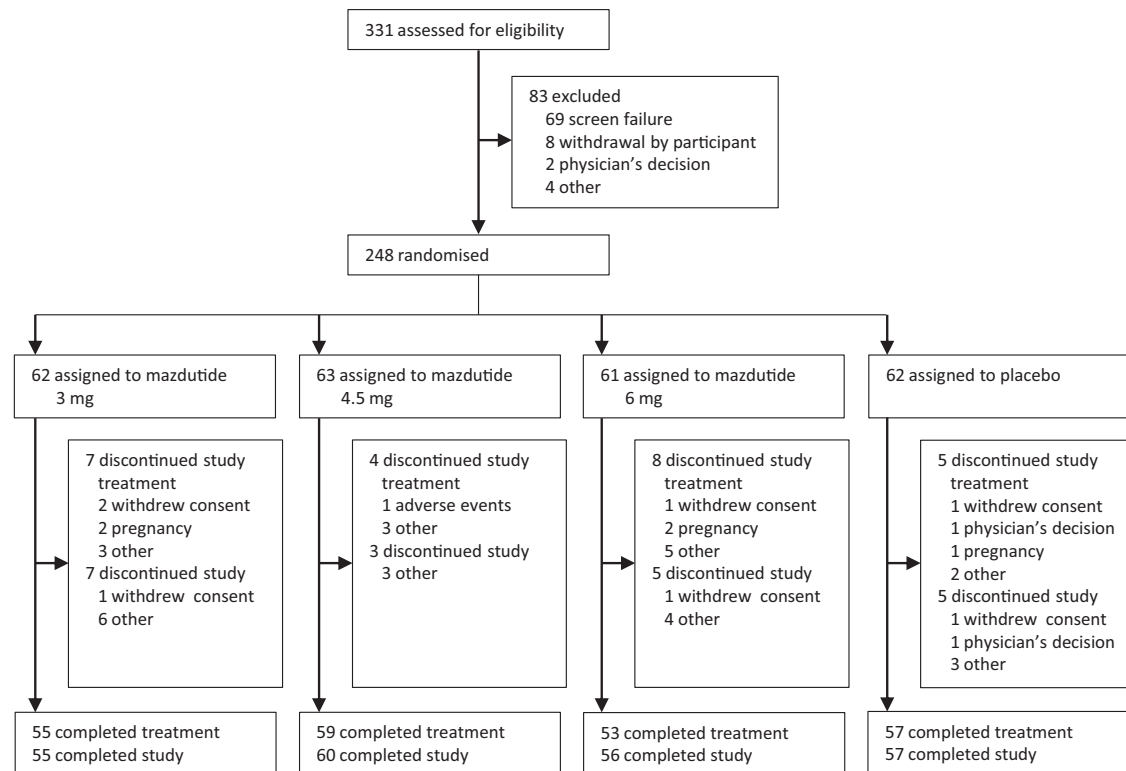 331 assessed for eligibility
83 excluded
69 screen failure
8 withdrawal by participant
2 physician’s decision
4 other
248 randomised
62 assigned to mazdutide
3 mg
63 assigned to mazdutide
4.5 mg
61 assigned to mazdutide
6 mg
62 assigned to placebo
7 discontinued study
treatment
2 withdrew consent
2 pregnancy
3 other
7 discontinued study
1 withdrew consent
6 other
4 discontinued study
treatment
1 adverse events
3 other
3 discontinued study
3 other
8 discontinued study
treatment
1 withdrew consent
2 pregnancy
5 other
5 discontinued study
1 withdrew consent
4 other
5 discontinued study
treatment
1 withdrew consent
1 physician’s decision
1 pregnancy
2 other
5 discontinued study
1 withdrew consent
1 physician’s decision
3 other
55 completed treatment
55 completed study
59 completed treatment
60 completed study
53 completed treatment
56 completed study
57 completed treatment
57 completed study